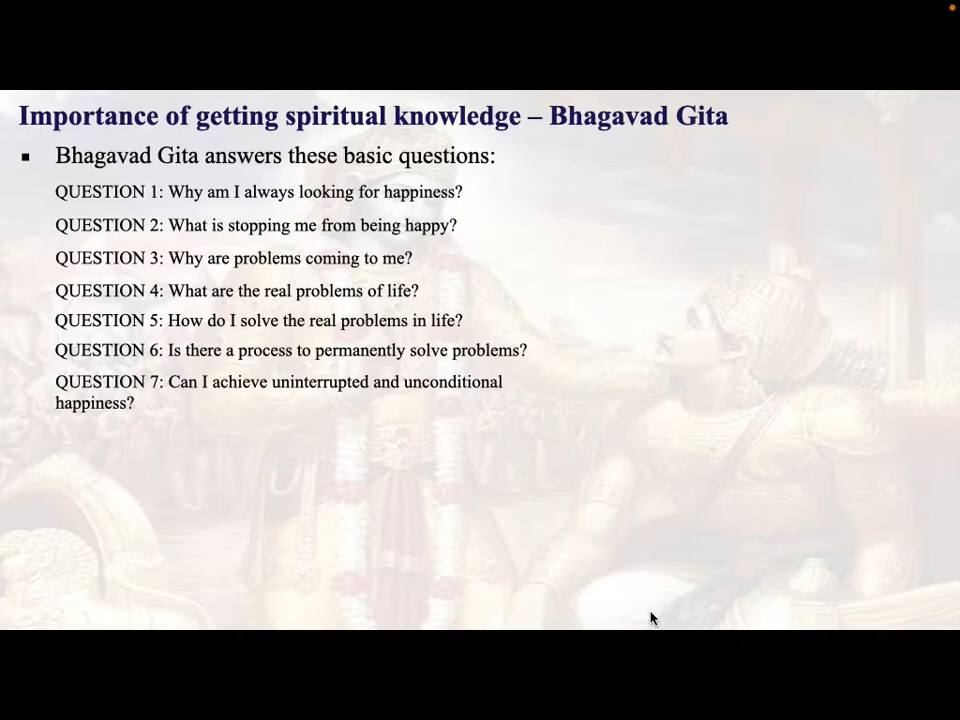 Importance of getting spiritual knowledge – Bhagavad Gita
▪ Bhagavad Gita answers these basic questions:
QUESTION 1: Why am I always looking for happiness?
QUESTION 2: What is stopping me from being happy?
QUESTION 3: Why are problems coming to me?
QUESTION 4: What are the real problems of life?
QUESTION 5: How do I solve the real problems in life?
QUESTION 6: Is there a process to permanently solve problems?
QUESTION 7: Can I achieve uninterrupted and unconditional
happiness?